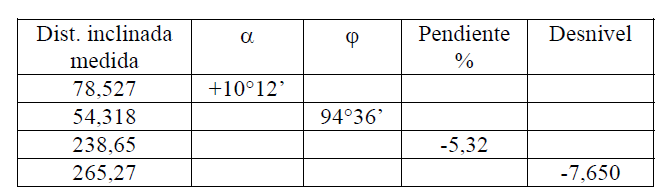 Dist. inclinada medida α φ Pendiente % Desnivel
78,527 +10°12’
54,318 94°36’
238,65 -5,32
265,27 -7,650